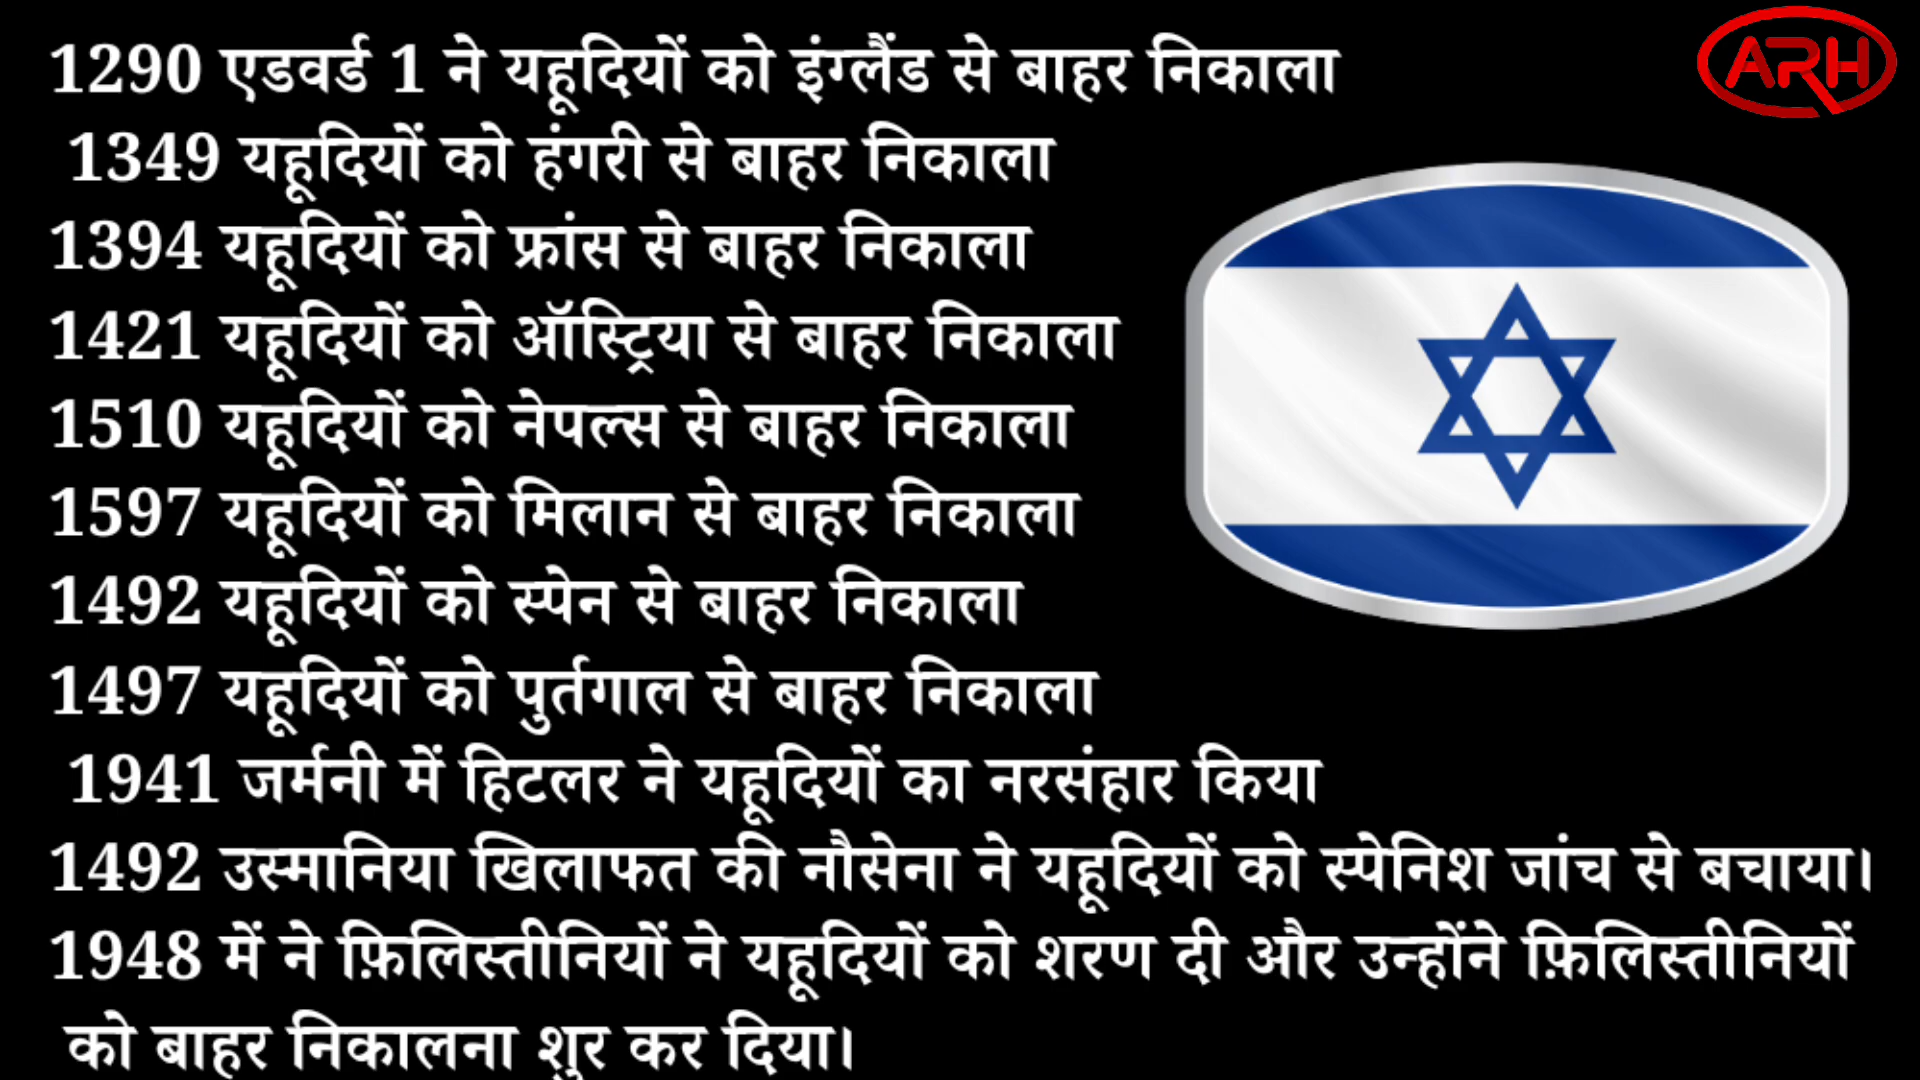 1290 एडवर्ड 1 ने यहूदियों को इंग्लैंड से बाहर निकाला
ARH
1349 यहूदियों को हंगरी से बाहर निकाला
1394 यहूदियों को फ्रांस से बाहर निकाला
1421 यहूदियों को ऑस्ट्रिया से बाहर निकाला
1510 यहूदियों को नेपल्स से बाहर निकाला
1597 यहूदियों को मिलान से बाहर निकाला
1492 यहूदियों को स्पेन से बाहर निकाला
1497 यहूदियों को पुर्तगाल से बाहर निकाला
1941 जर्मनी में हिटलर ने यहूदियों का नरसंहार किया
1492 उस्मानिया खिलाफत की नौसेना ने यहूदियों को स्पेनिश जांच से बचाया।
1948 में ने फ़िलिस्तीनियों ने यहूदियों को शरण दी और उन्होंने फ़िलिस्तीनियों
को बाहर निकालना शुर कर दिया।